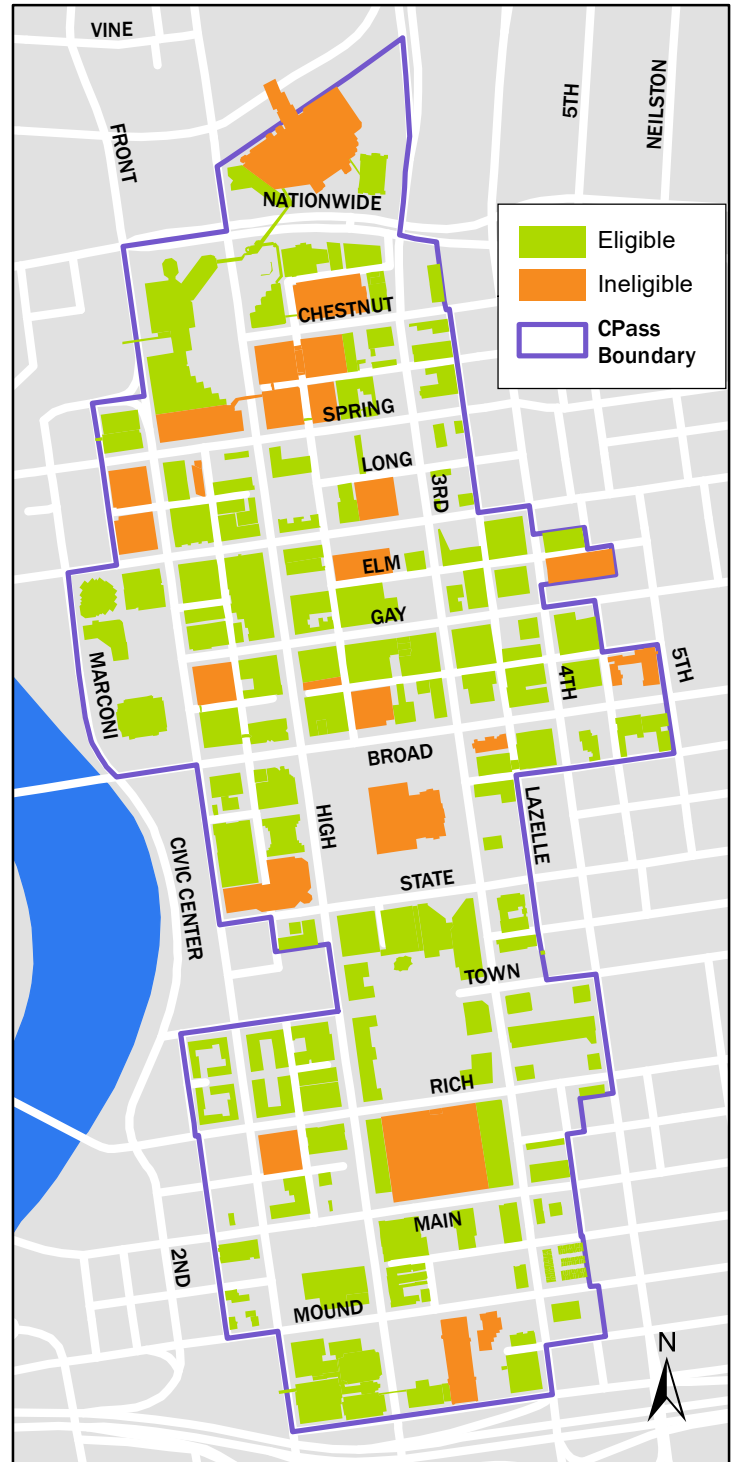 VINE
FRONT
5TH
NEILSTON
NATIONWIDE
Eligible
Ineligible
CPass
Boundary
CHESTNUT
SPRING
LONG
3RD
ELM
GAY
MARCONI
4TH
5TH
BROAD
HIGH
LAZELLE
CIVIC CENTER
STATE
TOWN
RICH
MAIN
2ND
MOUND
N